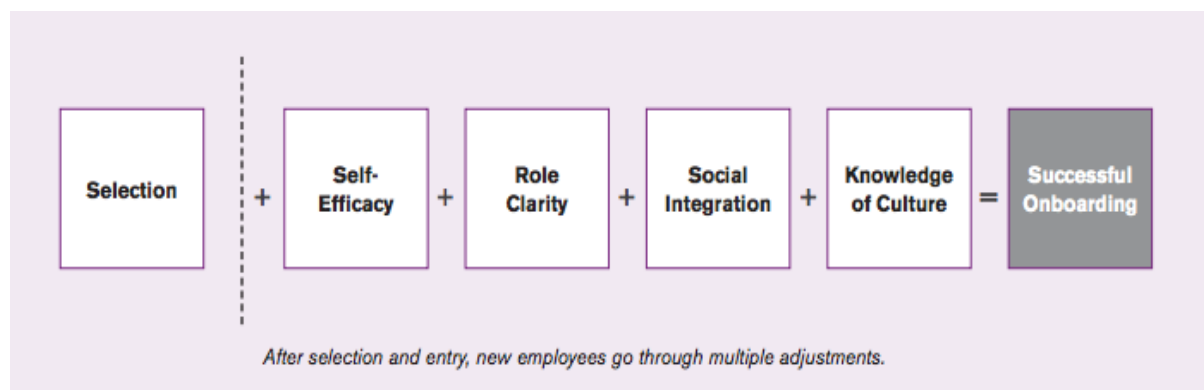 Selection
+
Self-
Efficacy
+
Role
Clarity
+
Social
Integration
+
Knowledge
of Culture
=
Successful
Onboarding
After selection and entry, new employees go through multiple adjustments.